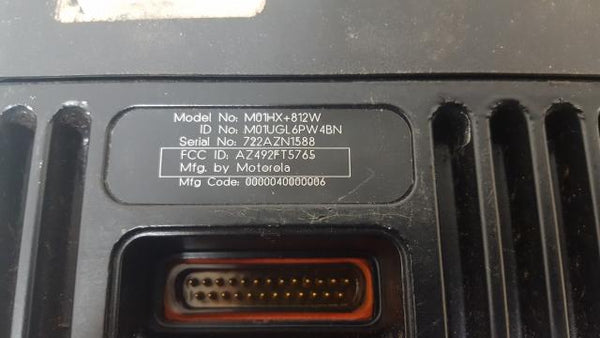 Model No: M01HX+812W
ID No: M01UGL6PW4BN
Serial No: 722AZN1588
FCC ID: AZ492FT5765
Mfg. by Motorola
Mfg Code: 0000040000006